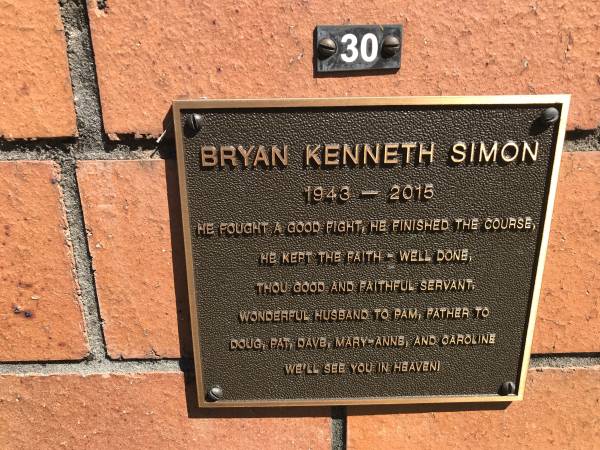 30
BRYAN KENNETH SIMON
1943 — 2015
HE FOUGHT A GOOD FIGHT, HE FINISHED THE COURSE,
HE KEPT THE FAITH - WELL DONE,
THOU GOOD AND FAITHFUL SERVANT.
WONDERFUL HUSBAND TO PAM, FATHER TO
DOUG, PAT, DAVE, MARY-ANNE, AND CAROLINE
WE'LL SEE YOU IN HEAVEN!